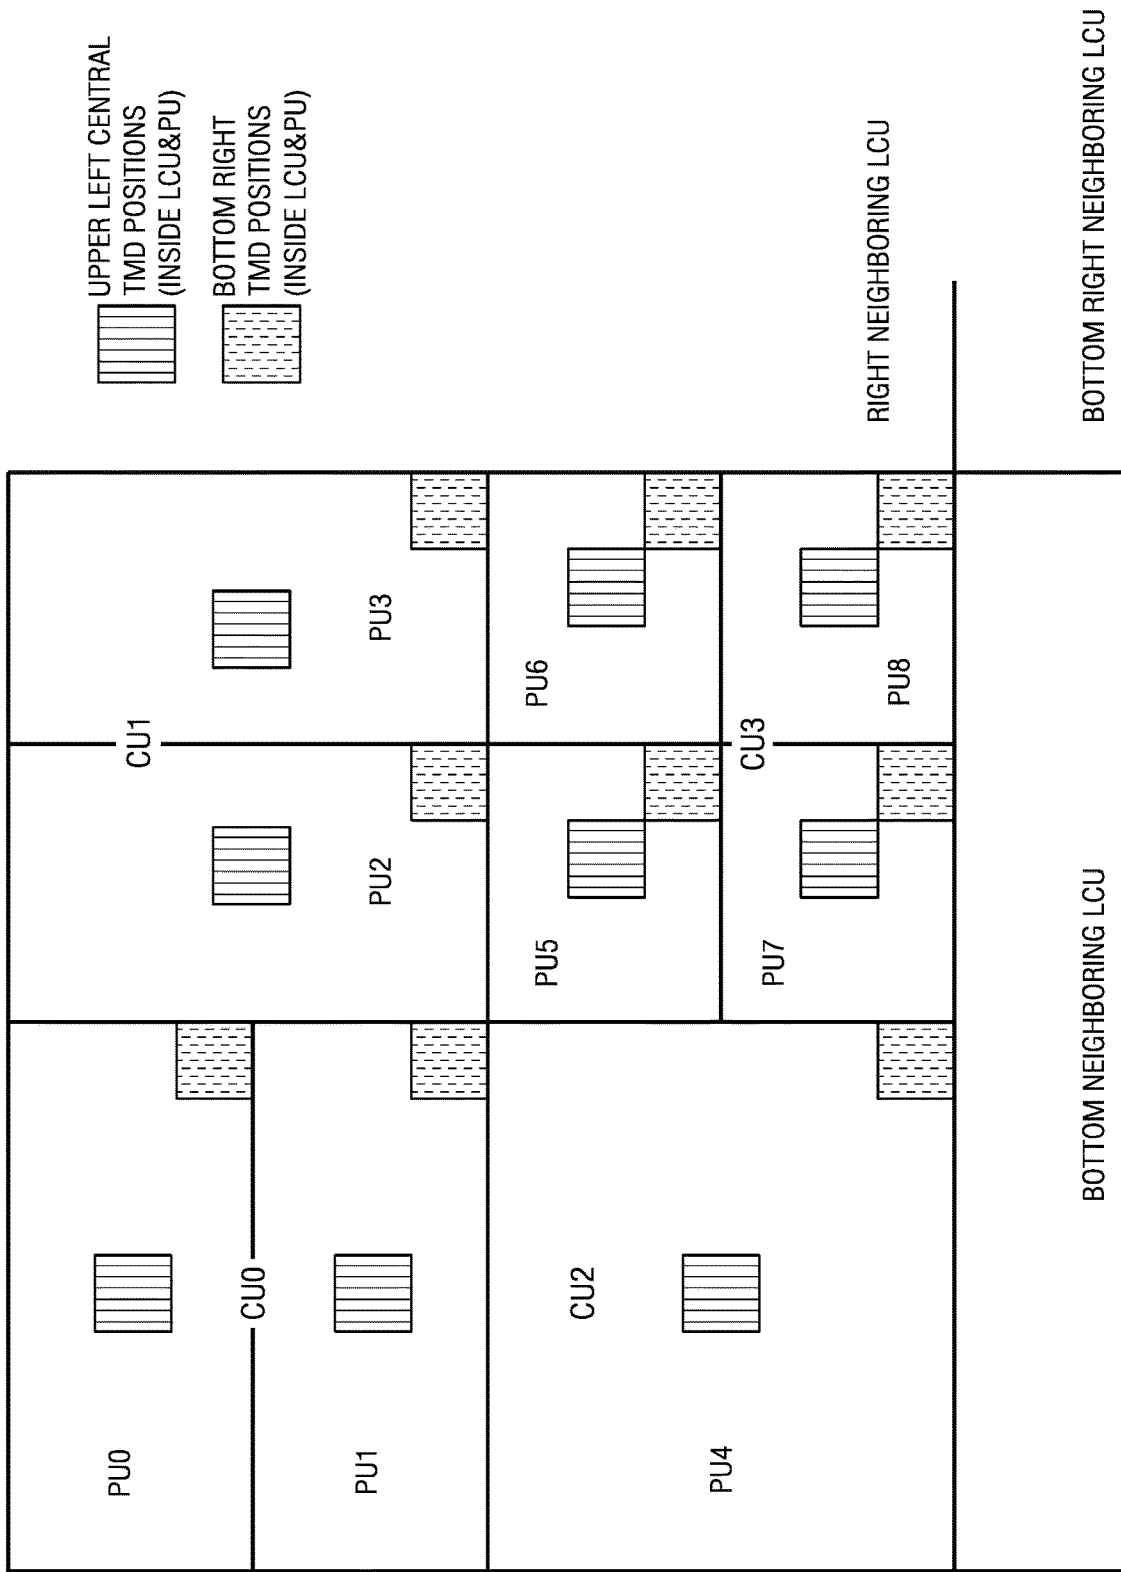 UPPER LEFT CENTRAL
TMD POSITIONS
(INSIDE LCU&PU)
BOTTOM RIGHT
TMD POSITIONS
(INSIDE LCU&PU)
PU0
CU0
PU1
CU1
PU2
PU3
CU2
PU4
PU5
PU6
CU3
PU7
PU8
RIGHT NEIGHBORING LCU
BOTTOM NEIGHBORING LCU
BOTTOM RIGHT NEIGHBORING LCU